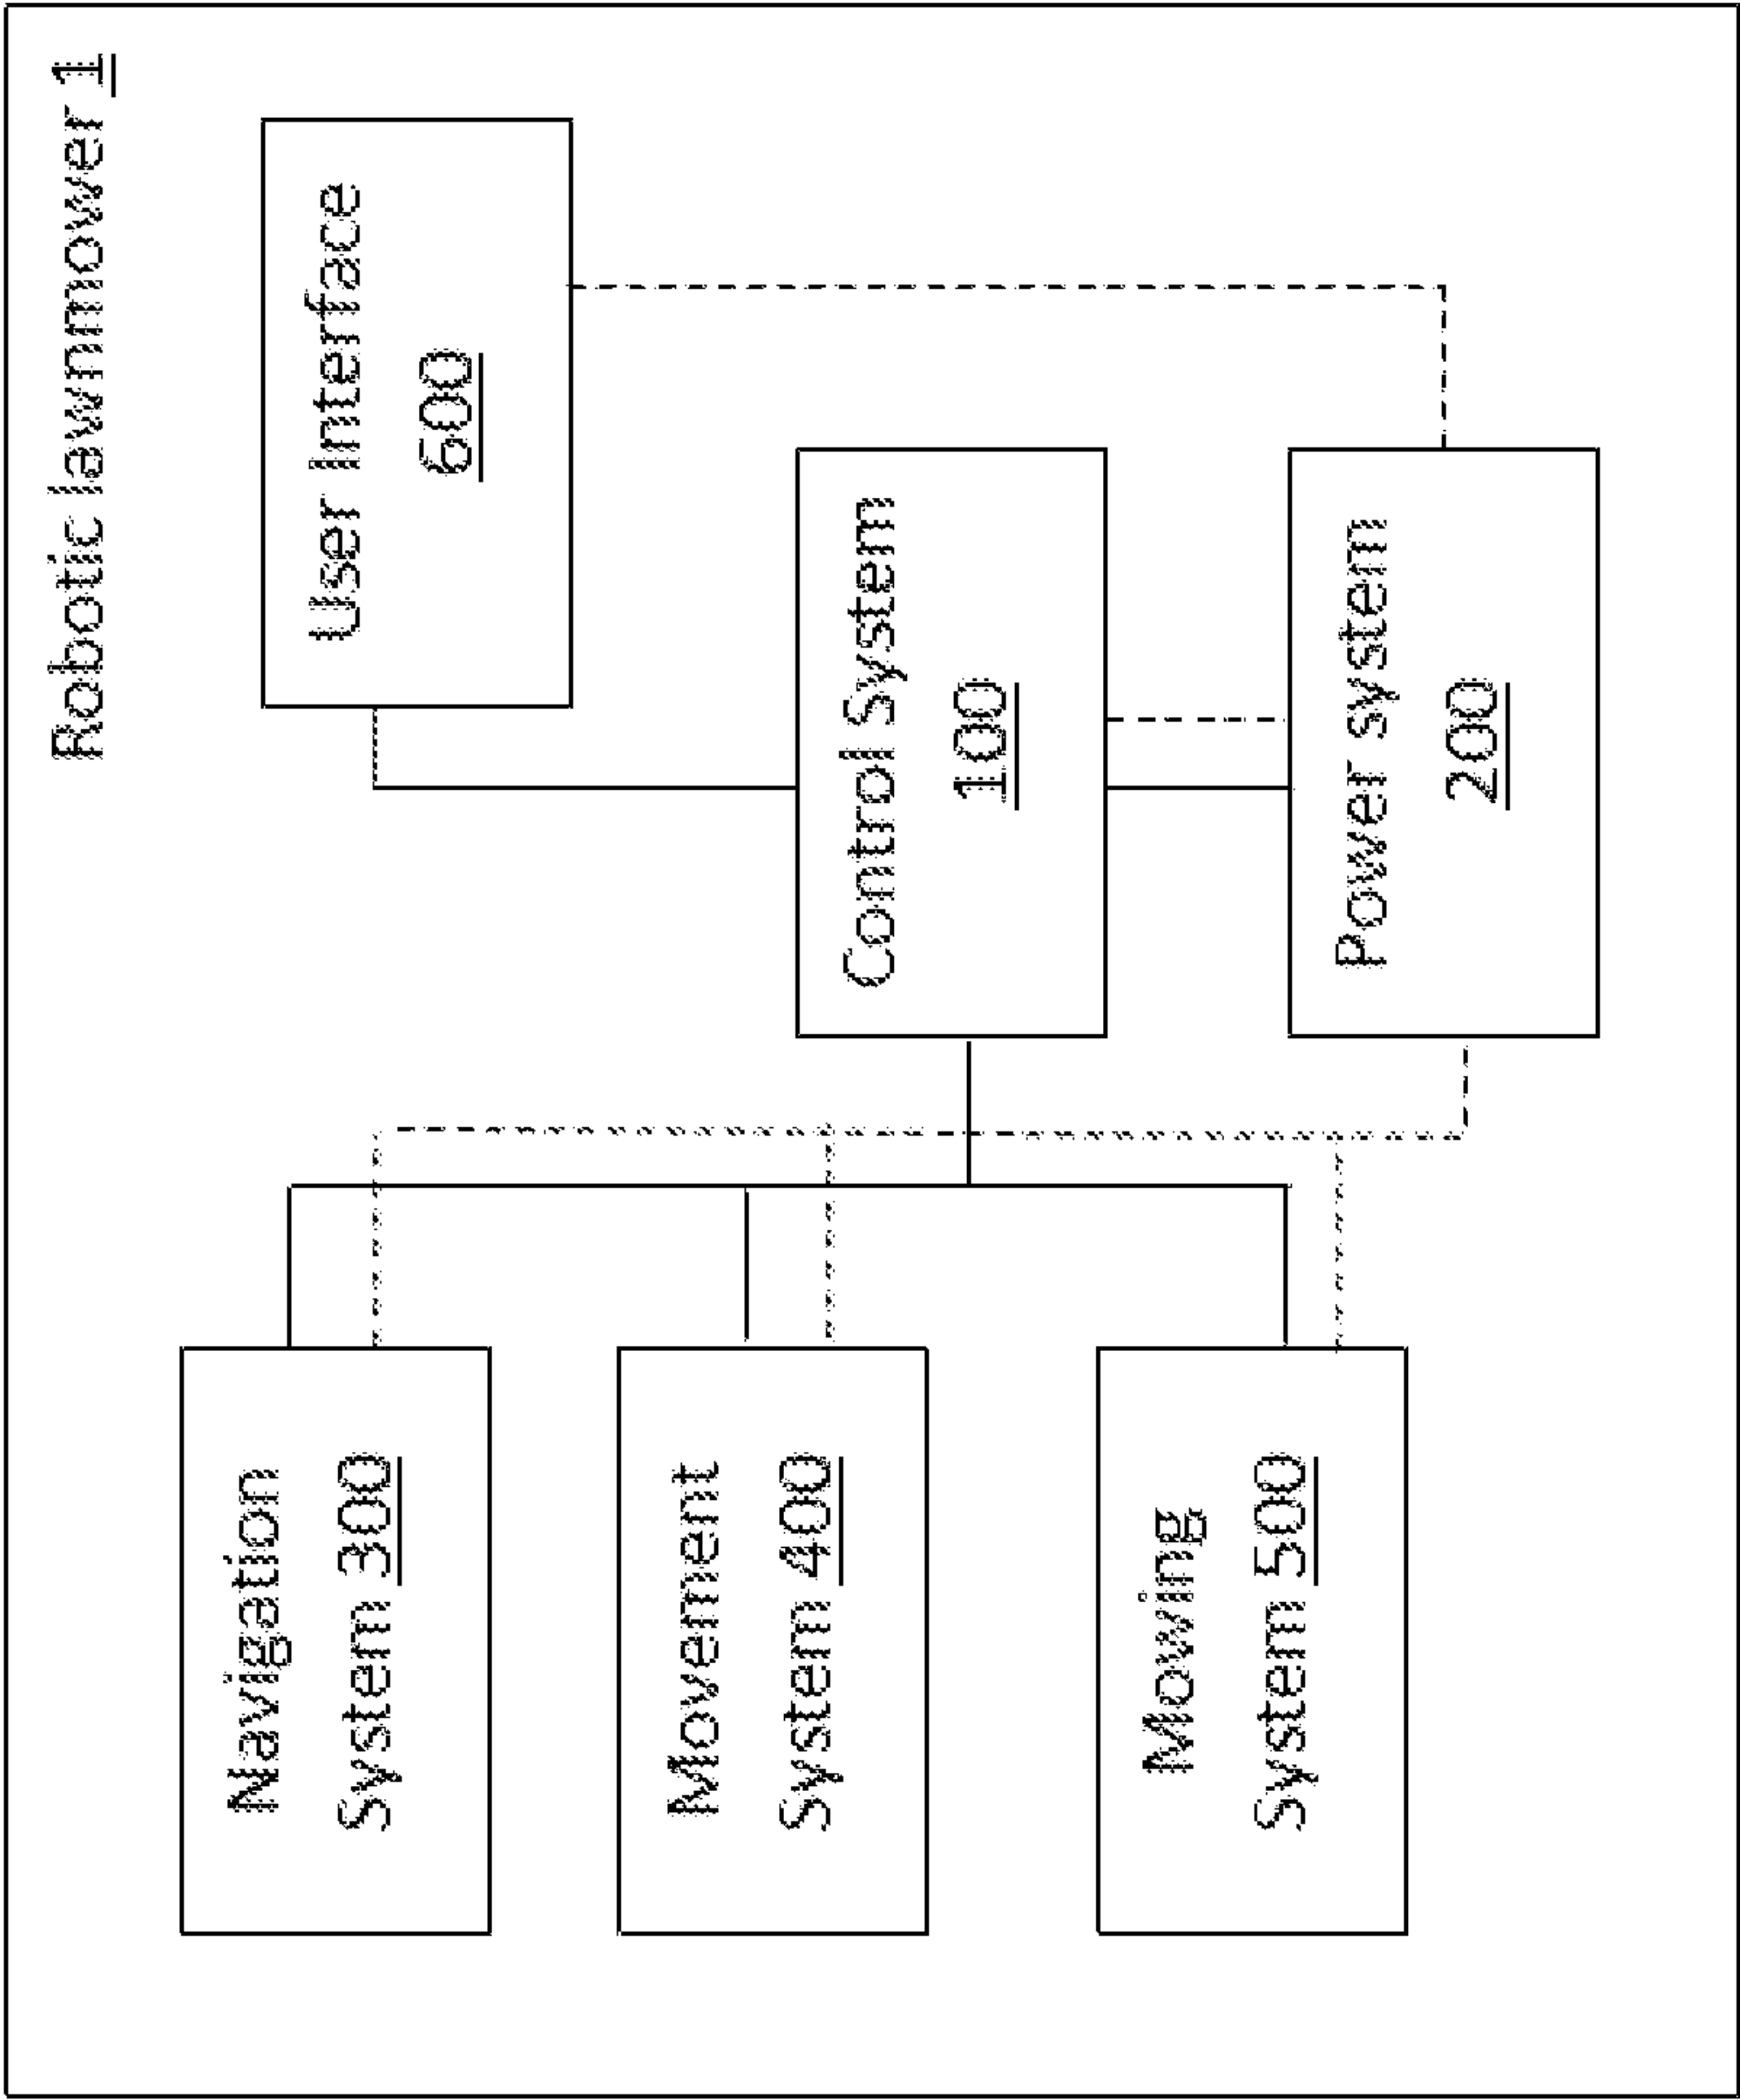 Robotic lawnmower 1
Navigation
System 300
User Interface
600
Movement
System 400
Control System
100
Mowing
System 500
Power system
200